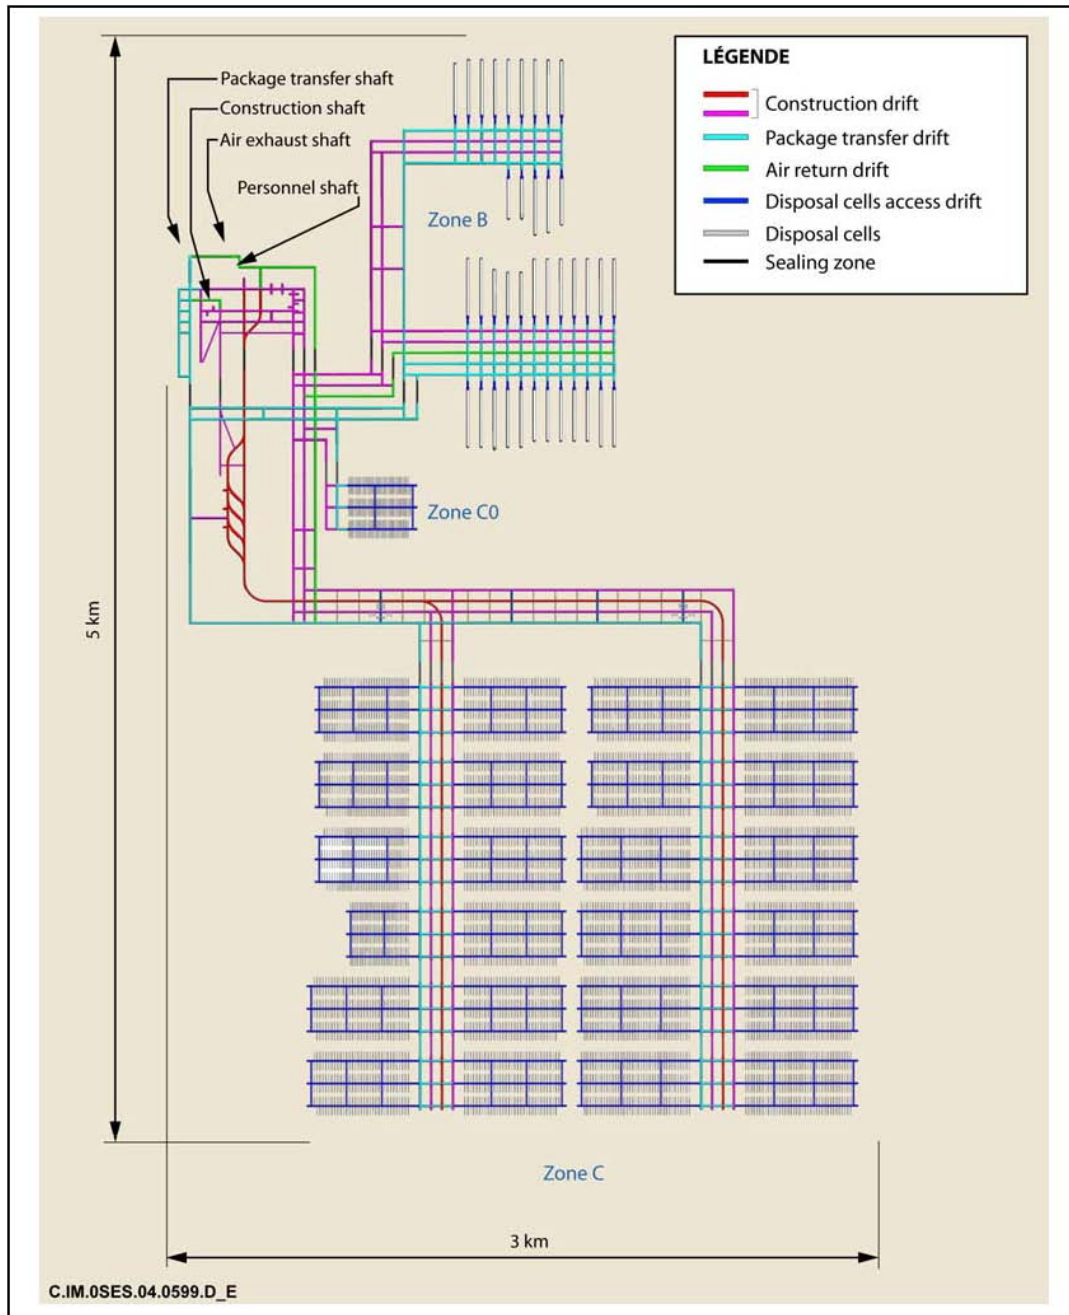 Package transfer shaft
Construction shaft
Air exhaust shaft
Personnel shaft
LÉGENDE
Construction drift
Package transfer drift
Air return drift
Disposal cells access drift
Disposal cells
Sealing zone
Zone B
Zone C0
5 km
Zone C
3 km
C.IM.0SES.04.0599.D_E